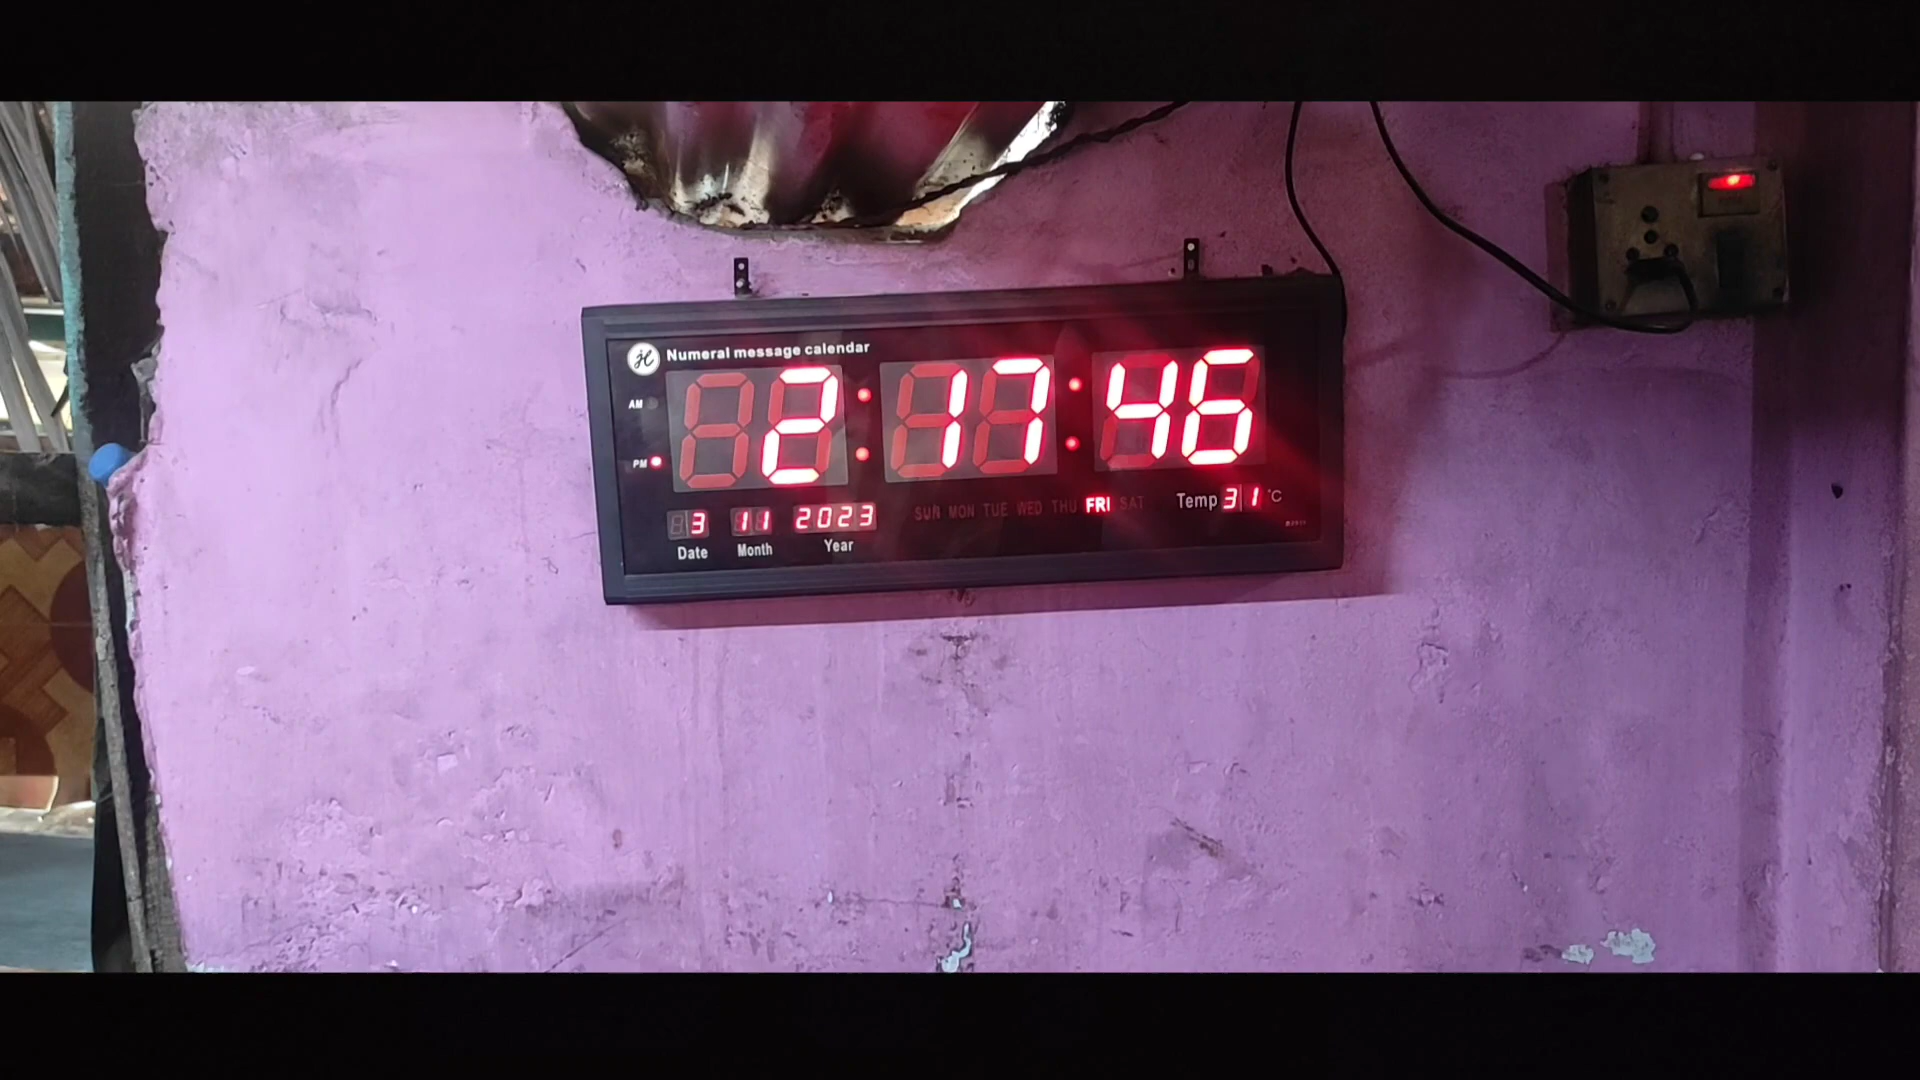 Numeral message calendar
AM
PM
2:17:46
3 11 2023
Date Month Year
SUN MON TUE WED THU FRI SAT
Temp 31 °C